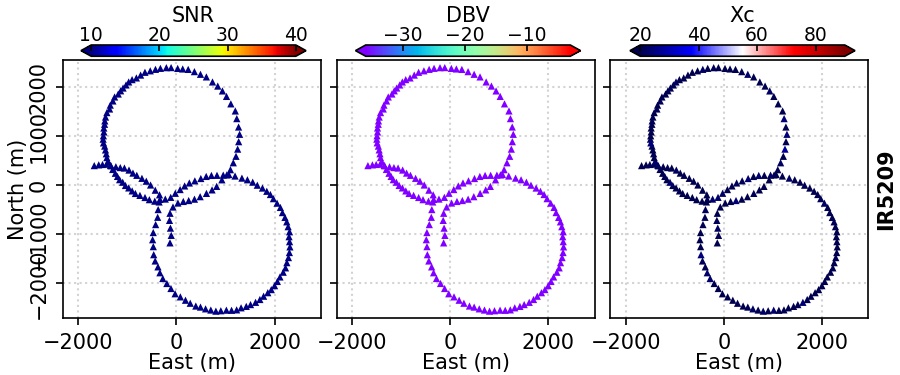 SNR DBV Xc
10 20 30 40 −30 −20 −10 20 40 60 80
North (m)
2000
1000
0
−1000
−2000
−2000 0 2000 −2000 0 2000 −2000 0 2000
East (m) East (m) East (m)
IR5209